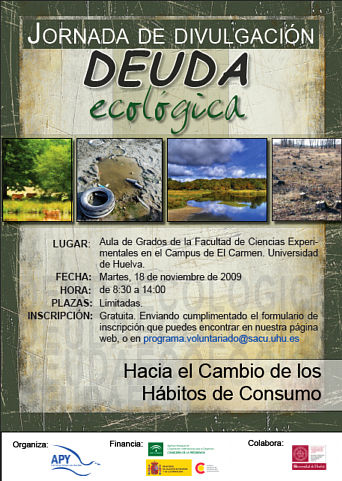 JORNADA DE DIVULGACIÓN
DEUDA
ecológica
LUGAR: Aula de Grados de la Facultad de Ciencias Experi-
mentales en el Campus de El Carmen. Universidad
de Huelva.
FECHA: Martes, 18 de noviembre de 2009
HORA: de 8:30 a 14:00
PLAZAS: Limitadas.
INSCRIPCIÓN: Gratuita. Enviando cumplimentado el formulario de
inscripción que puedes encontrar en nuestra página
web, o en programa.voluntariado@sacu.uhu.es
Hacia el Cambio de los
Hábitos de Consumo
Organiza:
Financia:
Colabora:
APY